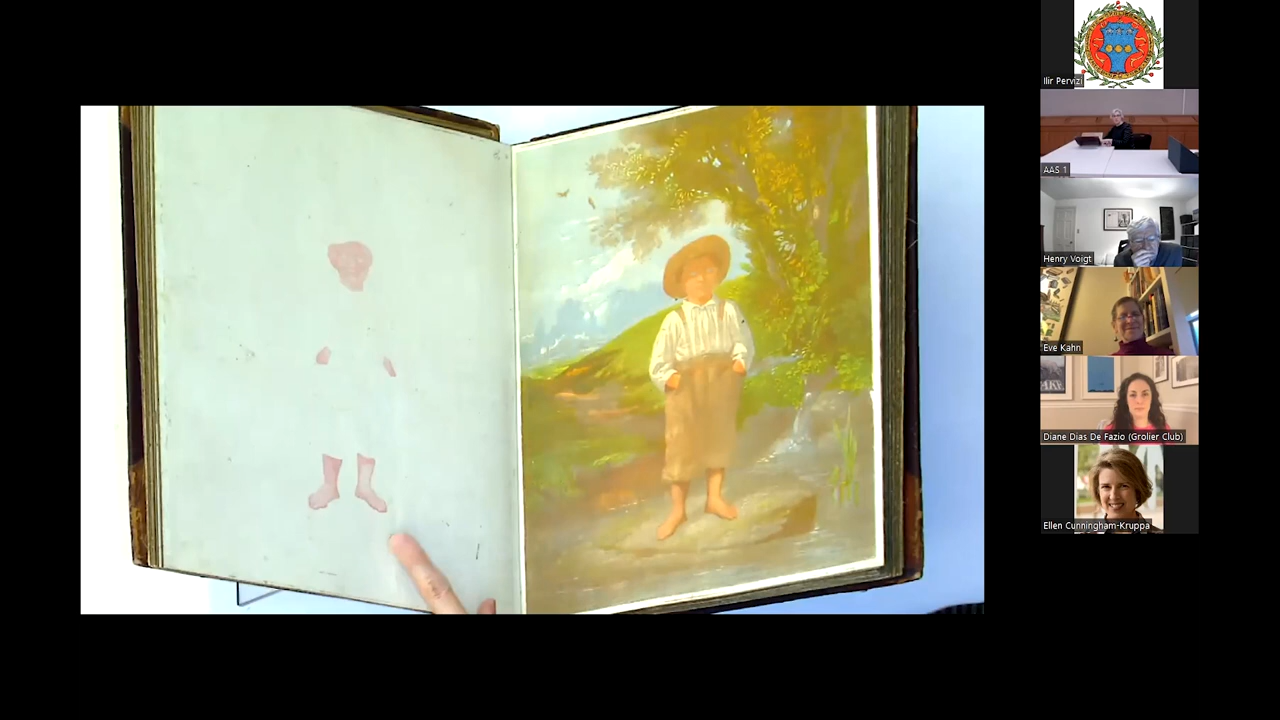 Ilir Pervizi
AAS 1
Henry Voigt
Eve Kahn
Diane Dias De Fazio (Grolier Club)
Ellen Cunningham-Kruppa